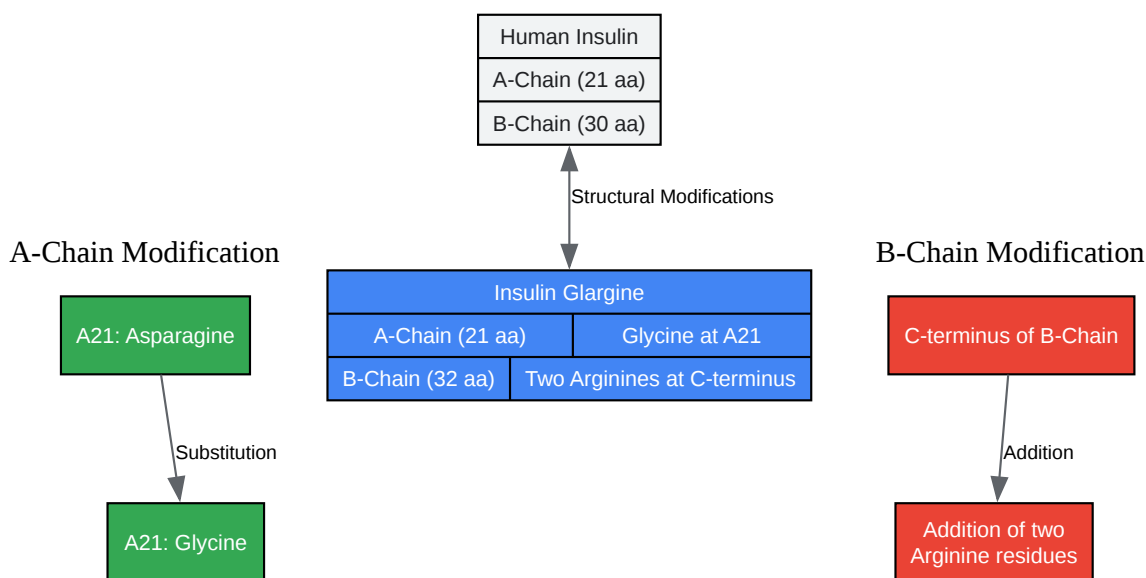 Human Insulin
A-Chain (21 aa)
B-Chain (30 aa)
Structural Modifications
A-Chain Modification
B-Chain Modification
Insulin Glargine
A-Chain (21 aa)
Glycine at A21
B-Chain (32 aa)
Two Arginines at C-terminus
A21: Asparagine
Substitution
A21: Glycine
C-terminus of B-Chain
Addition
Addition of two
Arginine residues